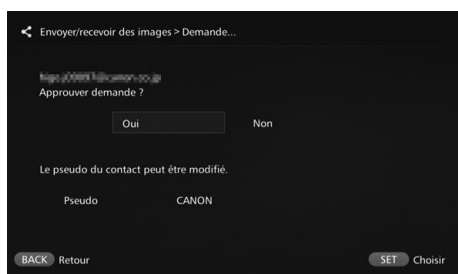 Envoyer/recevoir des images > Demande...
Approuver demande ?
Oui Non
Le pseudo du contact peut être modifié.
Pseudo CANON
BACK Retour SET Choisir